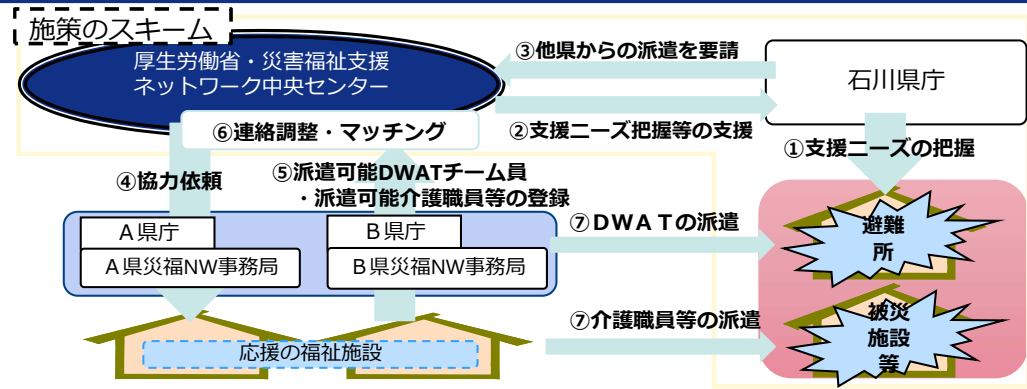 施策のスキーム
厚生労働省・災害福祉支援
ネットワーク中央センター
③他県からの派遣を要請
石川県庁
⑥連絡調整・マッチング
②支援ニーズ把握等の支援
①支援ニーズの把握
④協力依頼
⑤派遣可能DWATチーム員
・派遣可能介護職員等の登録
A県庁
A県災福NW事務局
B県庁
B県災福NW事務局
⑦DWATの派遣
避難
所
⑦介護職員等の派遣
被災
施設
等
応援の福祉施設